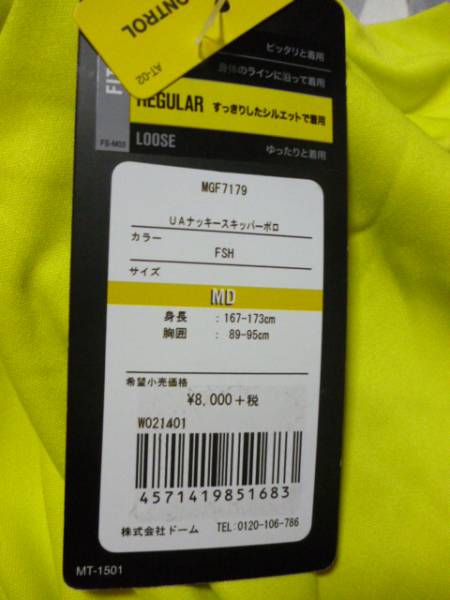 CONTROL
AT-02
FIT
ピッタリと着用
身体のラインに沿って着用
REGULAR すっきりしたシルエットで着用
FS-M03
LOOSE ゆったりと着用
MGF7179
UAナッキースキッパーポロ
カラー
FSH
サイズ
MD
身長 : 167-173cm
胸囲 : 89-95cm
希望小売価格
¥8,000+税
W021401
4571419851683
株式会社ドーム TEL:0120-106-786
MT-1501